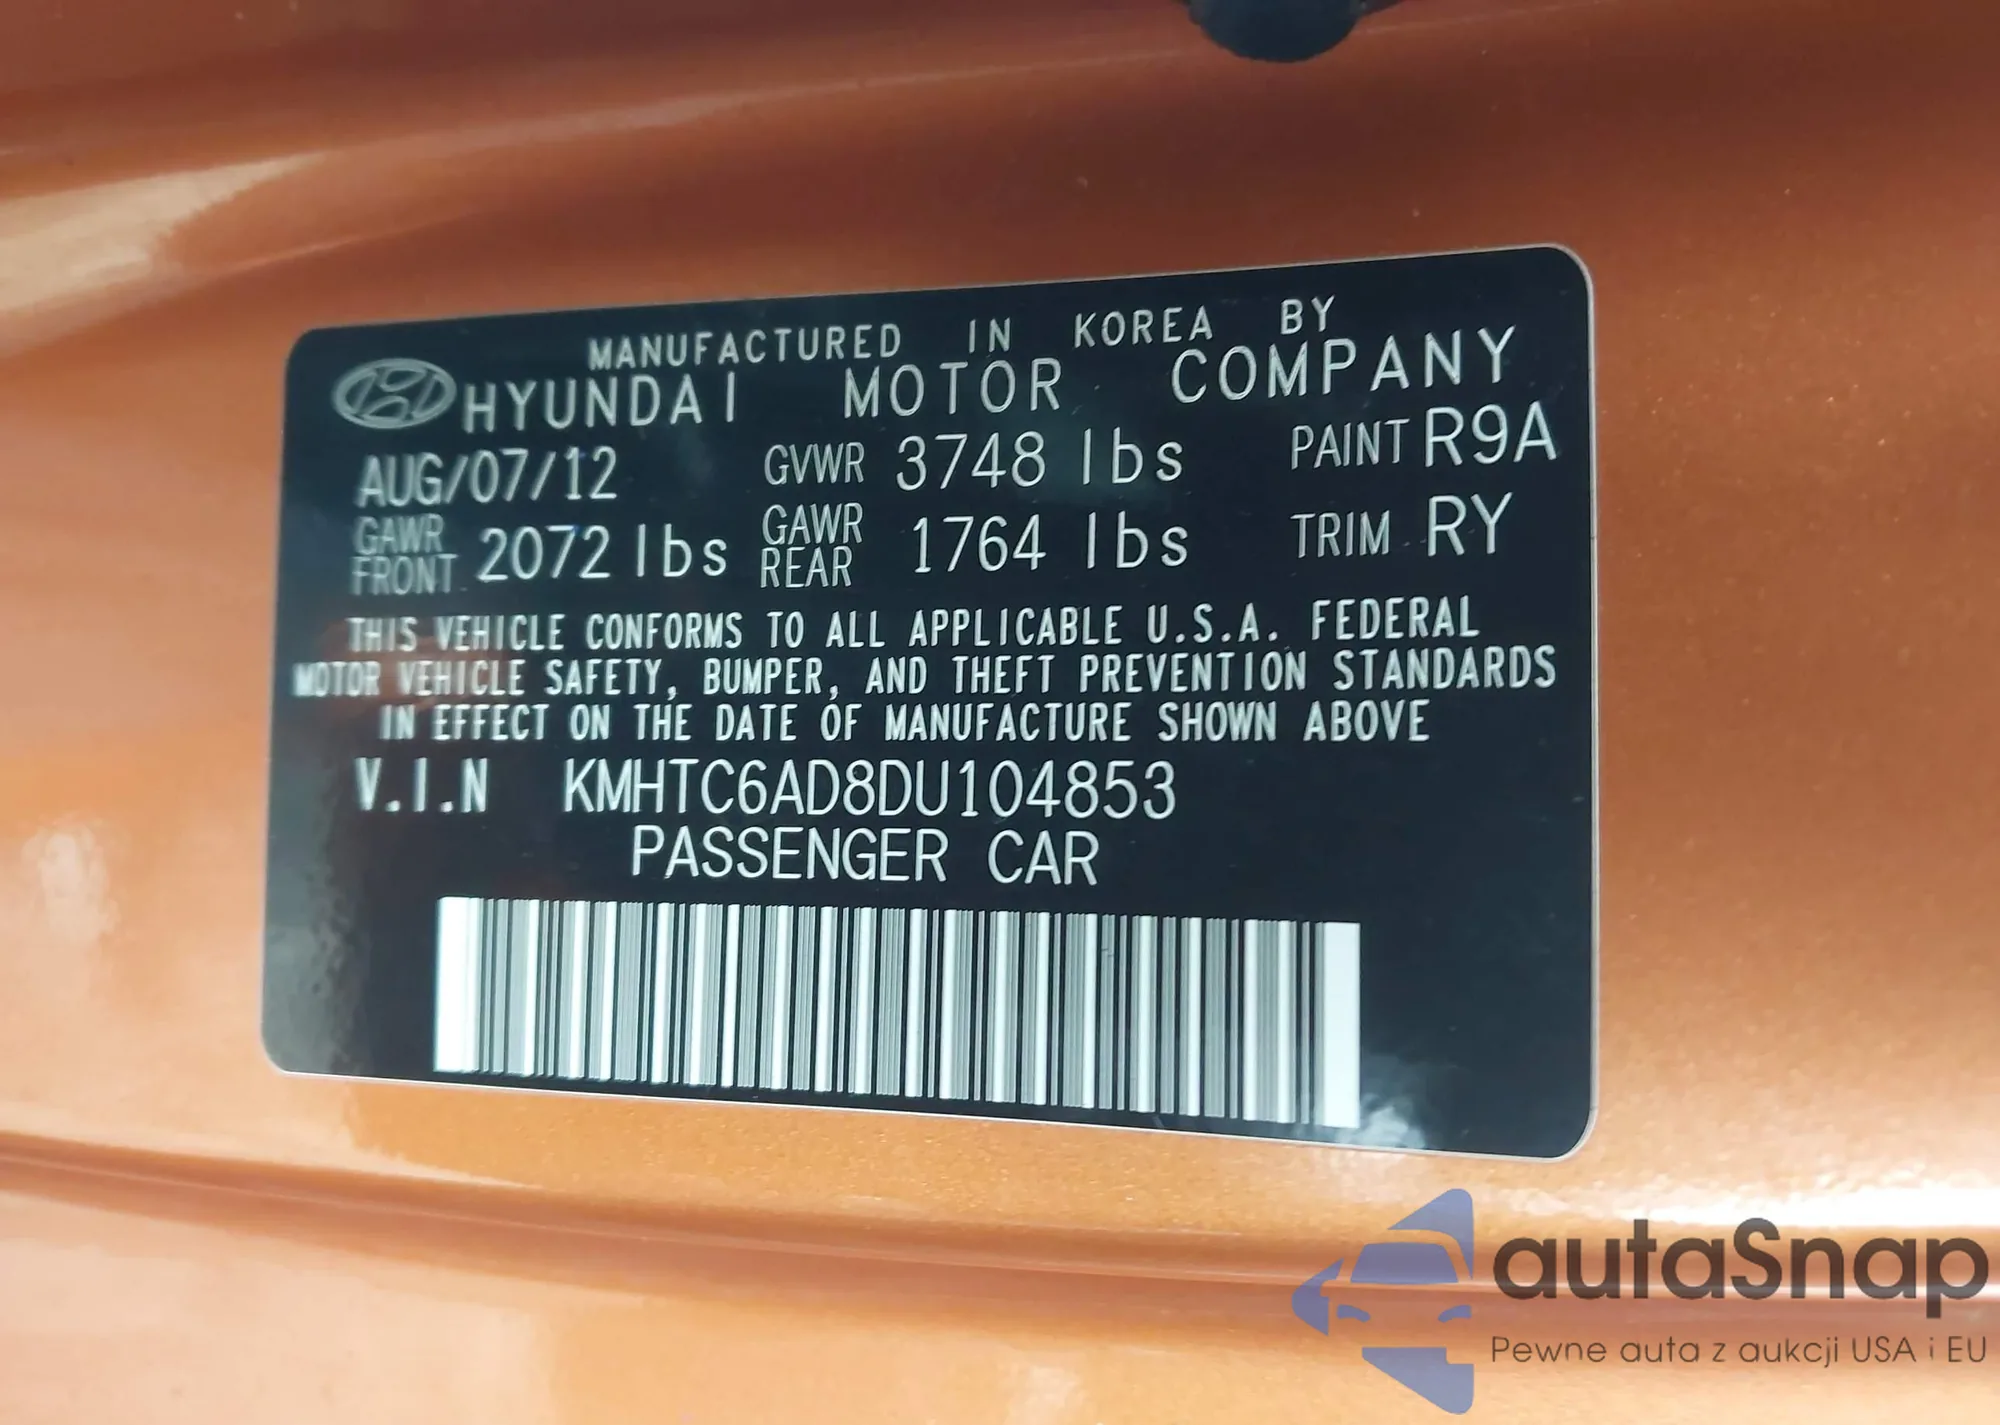 MANUFACTURED IN KOREA BY
HYUNDAI MOTOR COMPANY
AUG/07/12 GVWR 3748 lbs PAINT R9A
GAWR FRONT 2072 lbs GAWR REAR 1764 lbs TRIM RY
THIS VEHICLE CONFORMS TO ALL APPLICABLE U.S.A. FEDERAL
MOTOR VEHICLE SAFETY, BUMPER, AND THEFT PREVENTION STANDARDS
IN EFFECT ON THE DATE OF MANUFACTURE SHOWN ABOVE
V.I.N KMHTC6AD8DU104853
PASSENGER CAR
autaSnap
Pewne auta z aukcji USA i EU